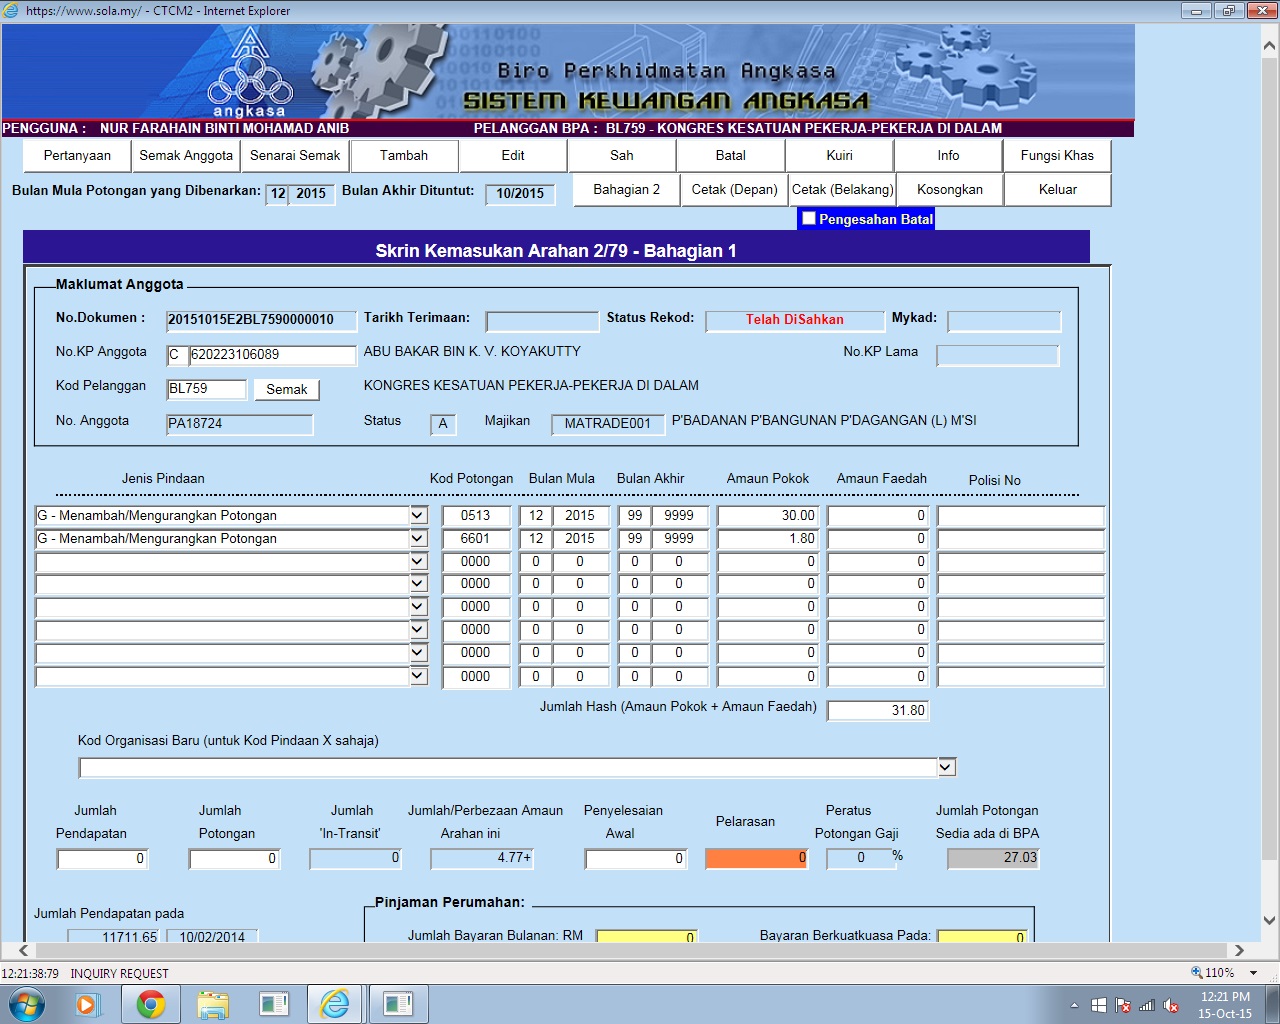 https://www.sola.my/ - CTCM2 - Internet Explorer
angkasa
Biro Perkhidmatan Angkasa
SISTEM KEWANGAN ANGKASA
PENGGUNA : NUR FARAHAIN BINTI MOHAMAD ANIB PELANGGAN BPA : BL759 - KONGRES KESATUAN PEKERJA-PEKERJA DI DALAM
Pertanyaan Semak Anggota Senarai Semak Tambah Edit Sah Batal Kuiri Info Fungsi Khas
Bulan Mula Potongan yang Dibenarkan: 12 2015 Bulan Akhir Dituntut: 10/2015 Bahagian 2 Cetak (Depan) Cetak (Belakang) Kosongkan Keluar
Pengesahan Batal
Skrin Kemasukan Arahan 2/79 - Bahagian 1
Maklumat Anggota
No.Dokumen : 20151015E2BL7590000010 Tarikh Terimaan: Status Rekod: Telah DiSahkan Mykad:
No.KP Anggota C 620223106089 ABU BAKAR BIN K. V. KOYAKUTTY No.KP Lama
Kod Pelanggan BL759 Semak KONGRES KESATUAN PEKERJA-PEKERJA DI DALAM
No. Anggota PA18724 Status A Majikan MATRADE001 P'BADANAN P'BANGUNAN P'DAGANGAN (L) M'SI
Jenis Pindaan Kod Potongan Bulan Mula Bulan Akhir Amaun Pokok Amaun Faedah Polisi No
G - Menambah/Mengurangkan Potongan 0513 12 2015 99 9999 30.00 0
G - Menambah/Mengurangkan Potongan 6601 12 2015 99 9999 1.80 0
0000 0 0 0 0 0 0
0000 0 0 0 0 0 0
0000 0 0 0 0 0 0
0000 0 0 0 0 0 0
0000 0 0 0 0 0 0
0000 0 0 0 0 0 0
Jumlah Hash (Amaun Pokok + Amaun Faedah) 31.80
Kod Organisasi Baru (untuk Kod Pindaan X sahaja)
Jumlah Jumlah Jumlah Jumlah/Perbezaan Amaun Penyelesaian Pelarasan Peratus Jumlah Potongan
Pendapatan Potongan 'In-Transit' Arahan ini Awal Potongan Gaji Sedia ada di BPA
0 0 0 4.77+ 0 0 0 % 27.03
Jumlah Pendapatan pada Pinjaman Perumahan:
11711.65 10/02/2014 Jumlah Bayaran Bulanan: RM 0 Bayaran Berkuatkuasa Pada: 0
12:21:38:79 INQUIRY REQUEST 110%
12:21 PM
15-Oct-15